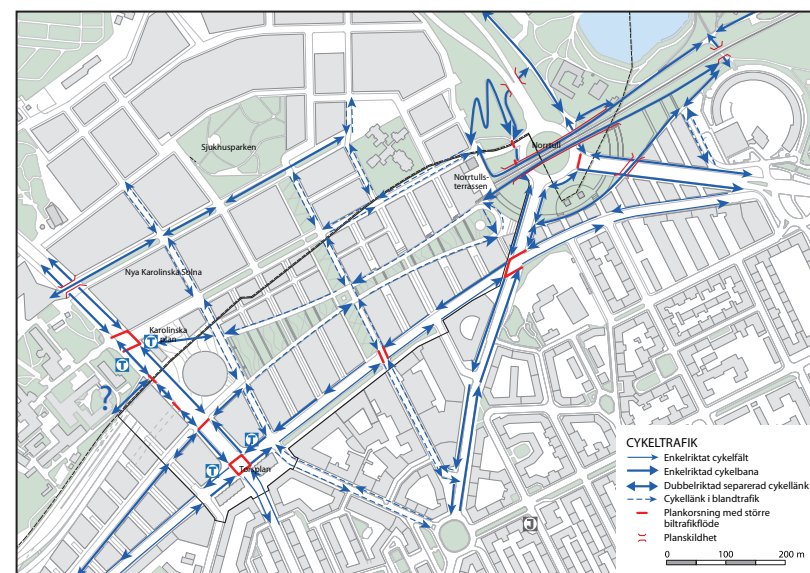 Sjukhusparken
Norrtull
Norrtulls-
terrassen
Nya Karolinska Solna
Karolinska
plan
T
T
?
T
T
Torsplan
J
CYKELTRAFIK
Enkelriktat cykelfält
Enkelriktad cykelbana
Dubbelriktad separerad cykellänk
Cykellänk i blandtrafik
Plankorsning med större
biltrafikflöde
Planskildhet
0 100 200 m